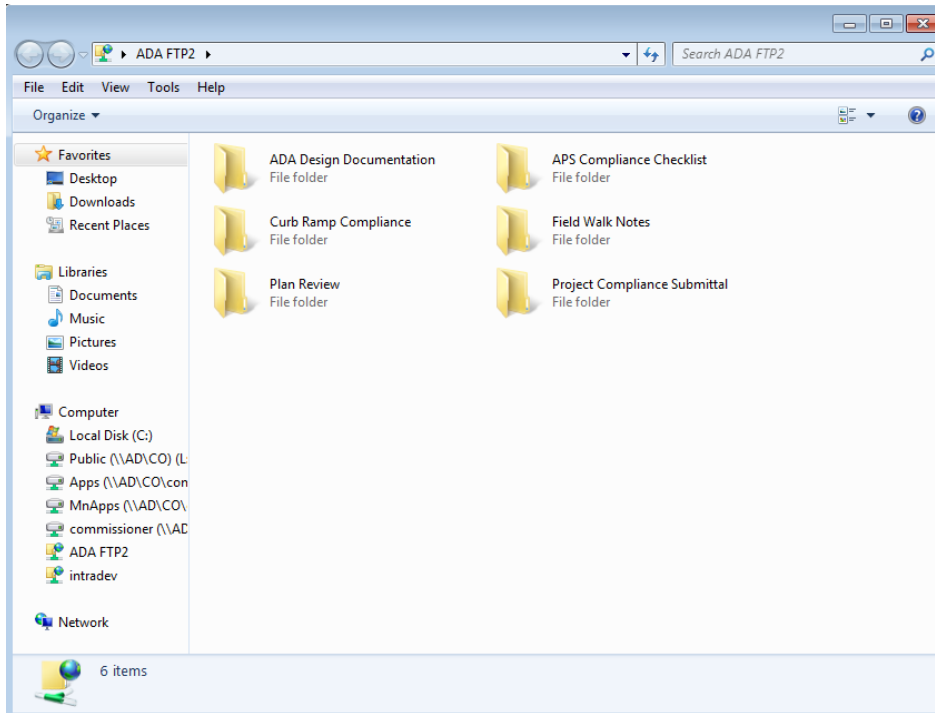 ADA FTP2
Search ADA FTP2
File Edit View Tools Help
Organize
Favorites
Desktop
Downloads
Recent Places
Libraries
Documents
Music
Pictures
Videos
Computer
Local Disk (C:)
Public (\\AD\CO) (L:
Apps (\\AD\CO\con
MnApps (\\AD\CO\
commissioner (\\AD
ADA FTP2
intradev
Network
ADA Design Documentation
File folder
APS Compliance Checklist
File folder
Curb Ramp Compliance
File folder
Field Walk Notes
File folder
Plan Review
File folder
Project Compliance Submittal
File folder
6 items